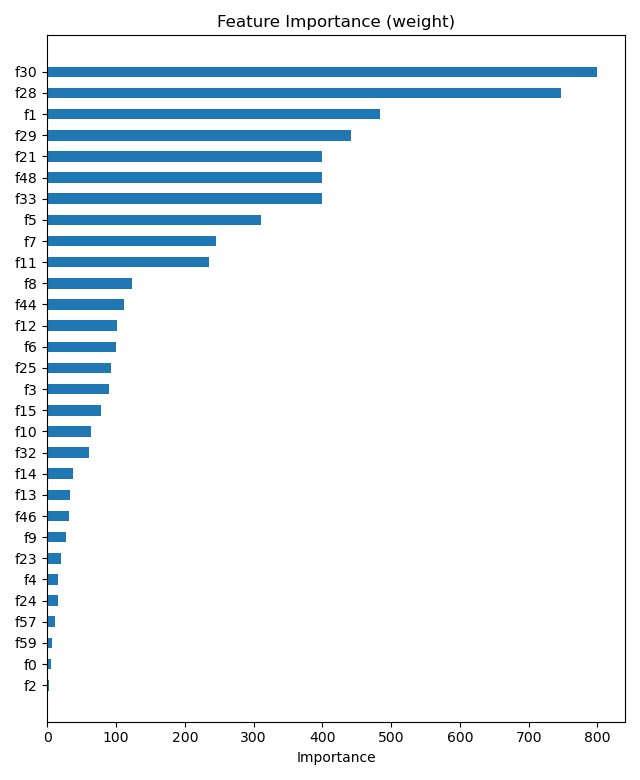 Feature Importance (weight)
f30
f28
f1
f29
f21
f48
f33
f5
f7
f11
f8
f44
f12
f6
f25
f3
f15
f10
f32
f14
f13
f46
f9
f23
f4
f24
f57
f59
f0
f2
0 100 200 300 400 500 600 700 800
Importance